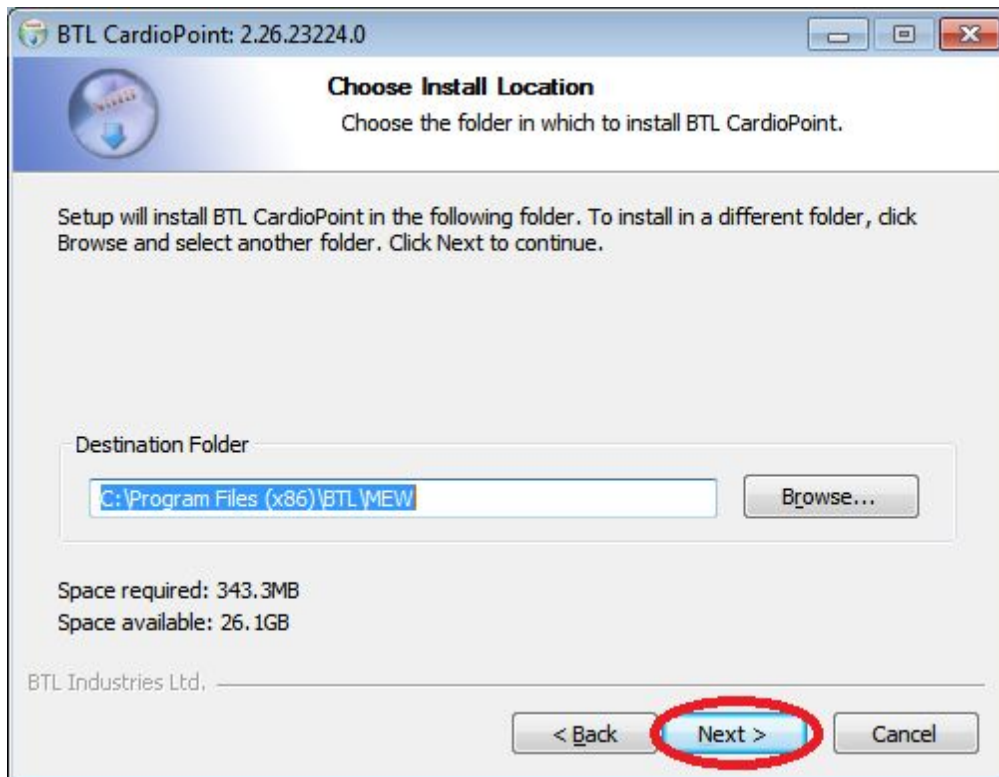 BTL CardioPoint: 2.26.23224.0
Choose Install Location
Choose the folder in which to install BTL CardioPoint.
Setup will install BTL CardioPoint in the following folder. To install in a different folder, click
Browse and select another folder. Click Next to continue.
Destination Folder
C:\Program Files (x86)\BTL\MEW
Browse...
Space required: 343.3MB
Space available: 26.1GB
BTL Industries Ltd.
< Back
Next >
Cancel